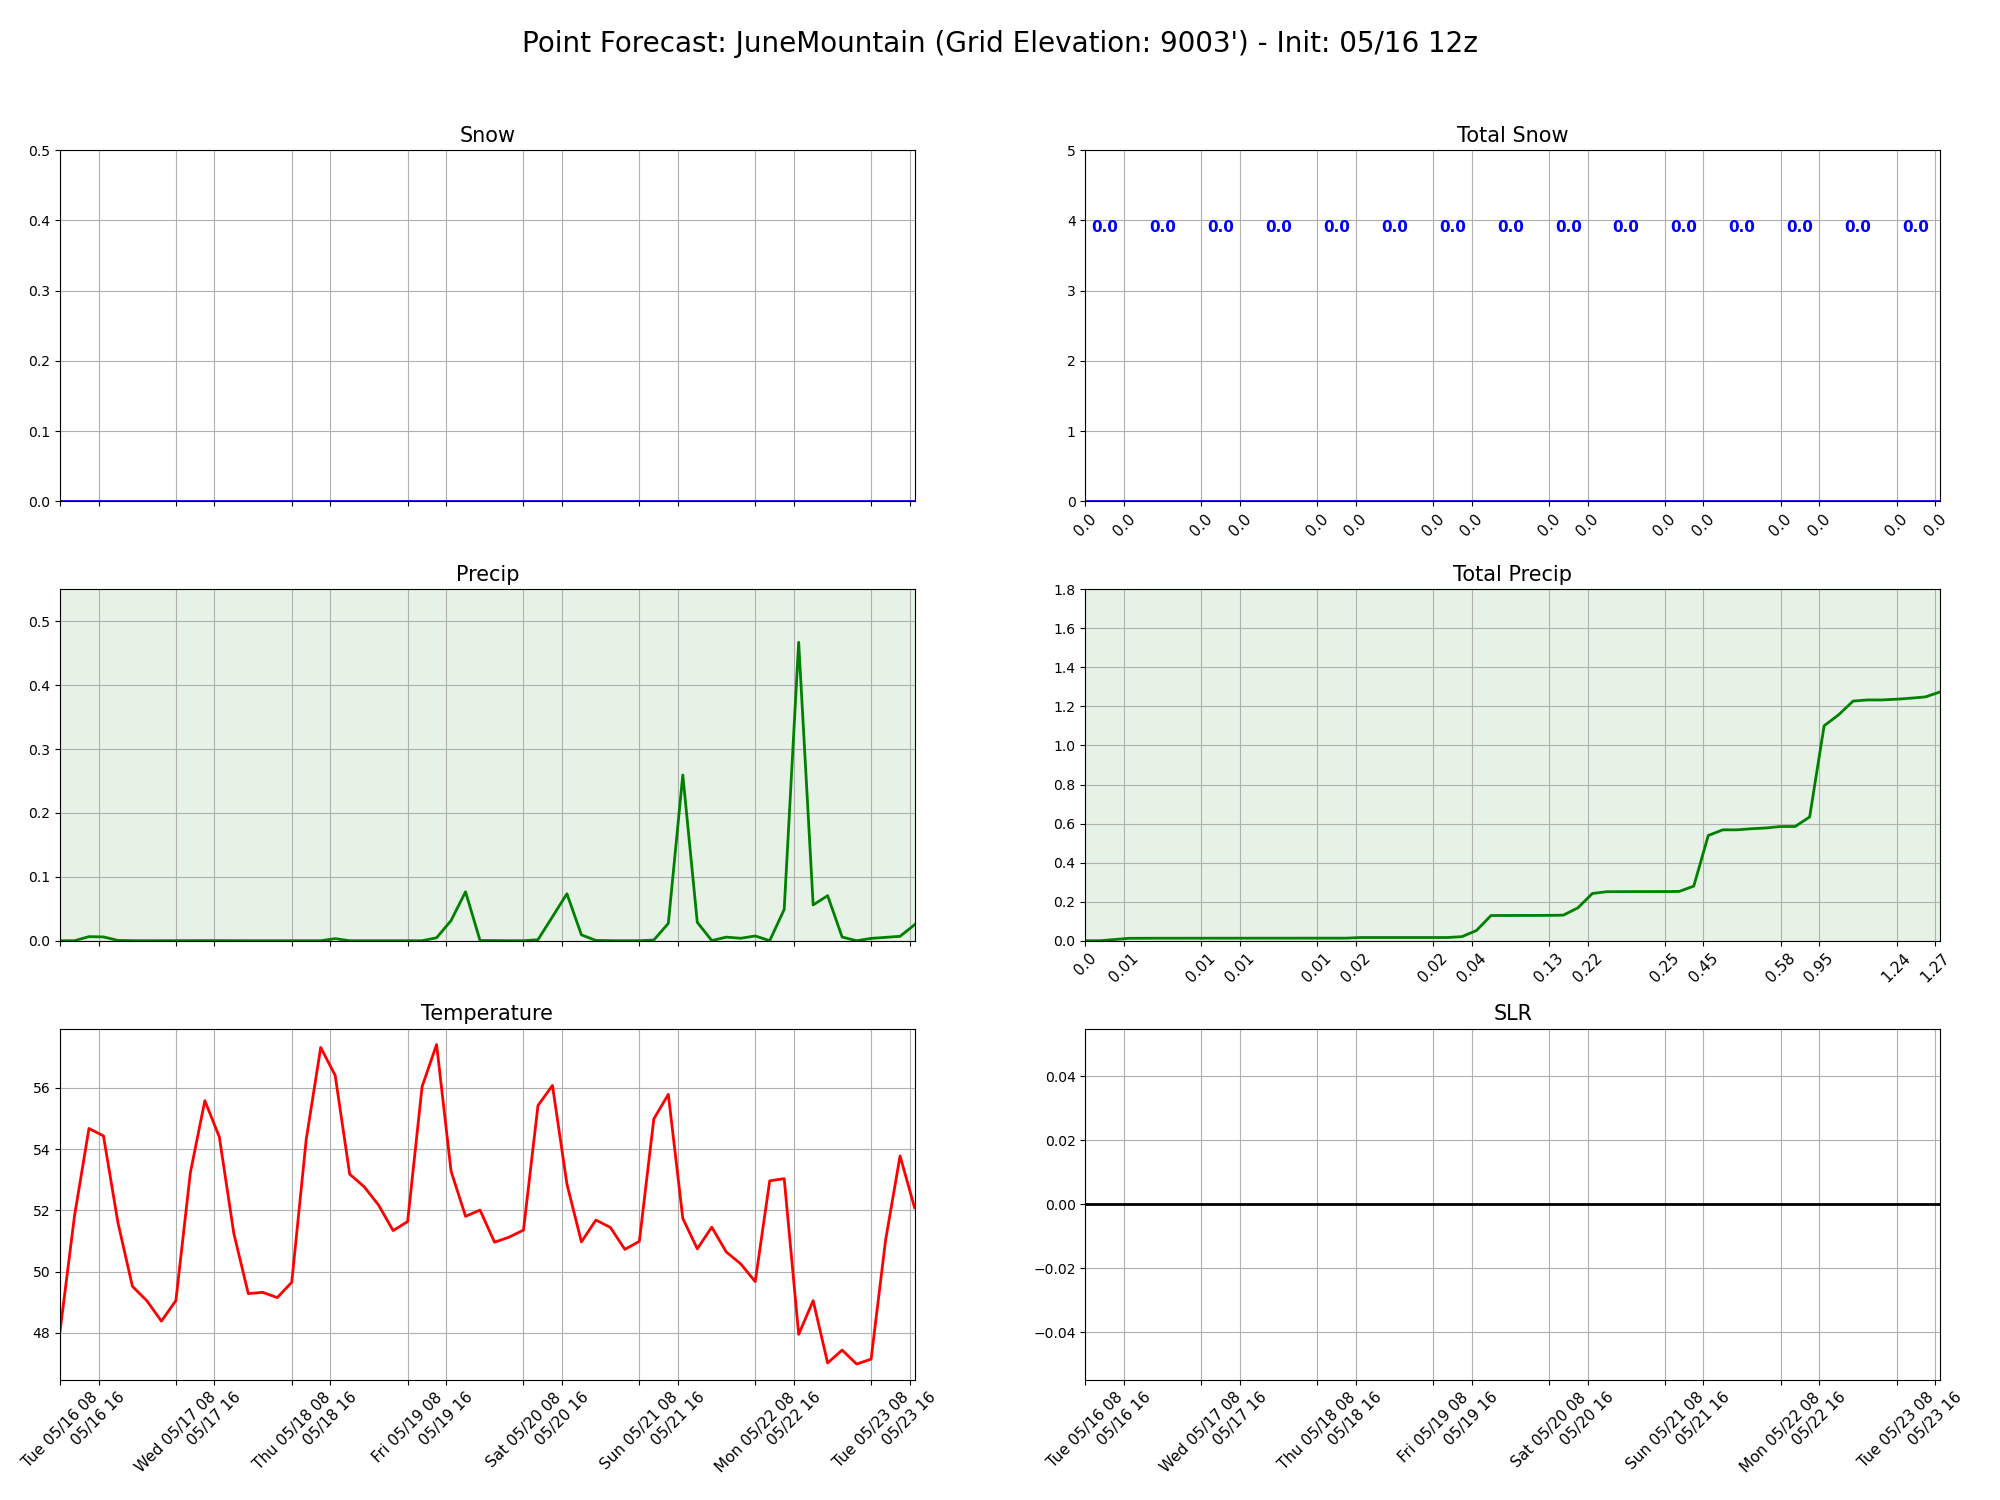 Point Forecast: JuneMountain (Grid Elevation: 9003') - Init: 05/16 12z
Snow
0.5
0.4
0.3
0.2
0.1
0.0
Total Snow
5
4
3
2
1
0
0.0 0.0 0.0 0.0 0.0 0.0 0.0 0.0 0.0 0.0 0.0 0.0 0.0 0.0 0.0
0.0 0.0 0.0 0.0 0.0 0.0 0.0 0.0 0.0 0.0 0.0 0.0 0.0 0.0 0.0 0.0
Precip
0.5
0.4
0.3
0.2
0.1
0.0
Total Precip
1.8
1.6
1.4
1.2
1.0
0.8
0.6
0.4
0.2
0.0
0.0 0.01 0.01 0.01 0.01 0.02 0.02 0.04 0.13 0.22 0.25 0.45 0.58 0.95 1.24 1.27
Temperature
56
54
52
50
48
Tue 05/16 08
05/16 16
Wed 05/17 08
05/17 16
Thu 05/18 08
05/18 16
Fri 05/19 08
05/19 16
Sat 05/20 08
05/20 16
Sun 05/21 08
05/21 16
Mon 05/22 08
05/22 16
Tue 05/23 08
05/23 16
SLR
0.04
0.02
0.00
−0.02
−0.04
Tue 05/16 08
05/16 16
Wed 05/17 08
05/17 16
Thu 05/18 08
05/18 16
Fri 05/19 08
05/19 16
Sat 05/20 08
05/20 16
Sun 05/21 08
05/21 16
Mon 05/22 08
05/22 16
Tue 05/23 08
05/23 16